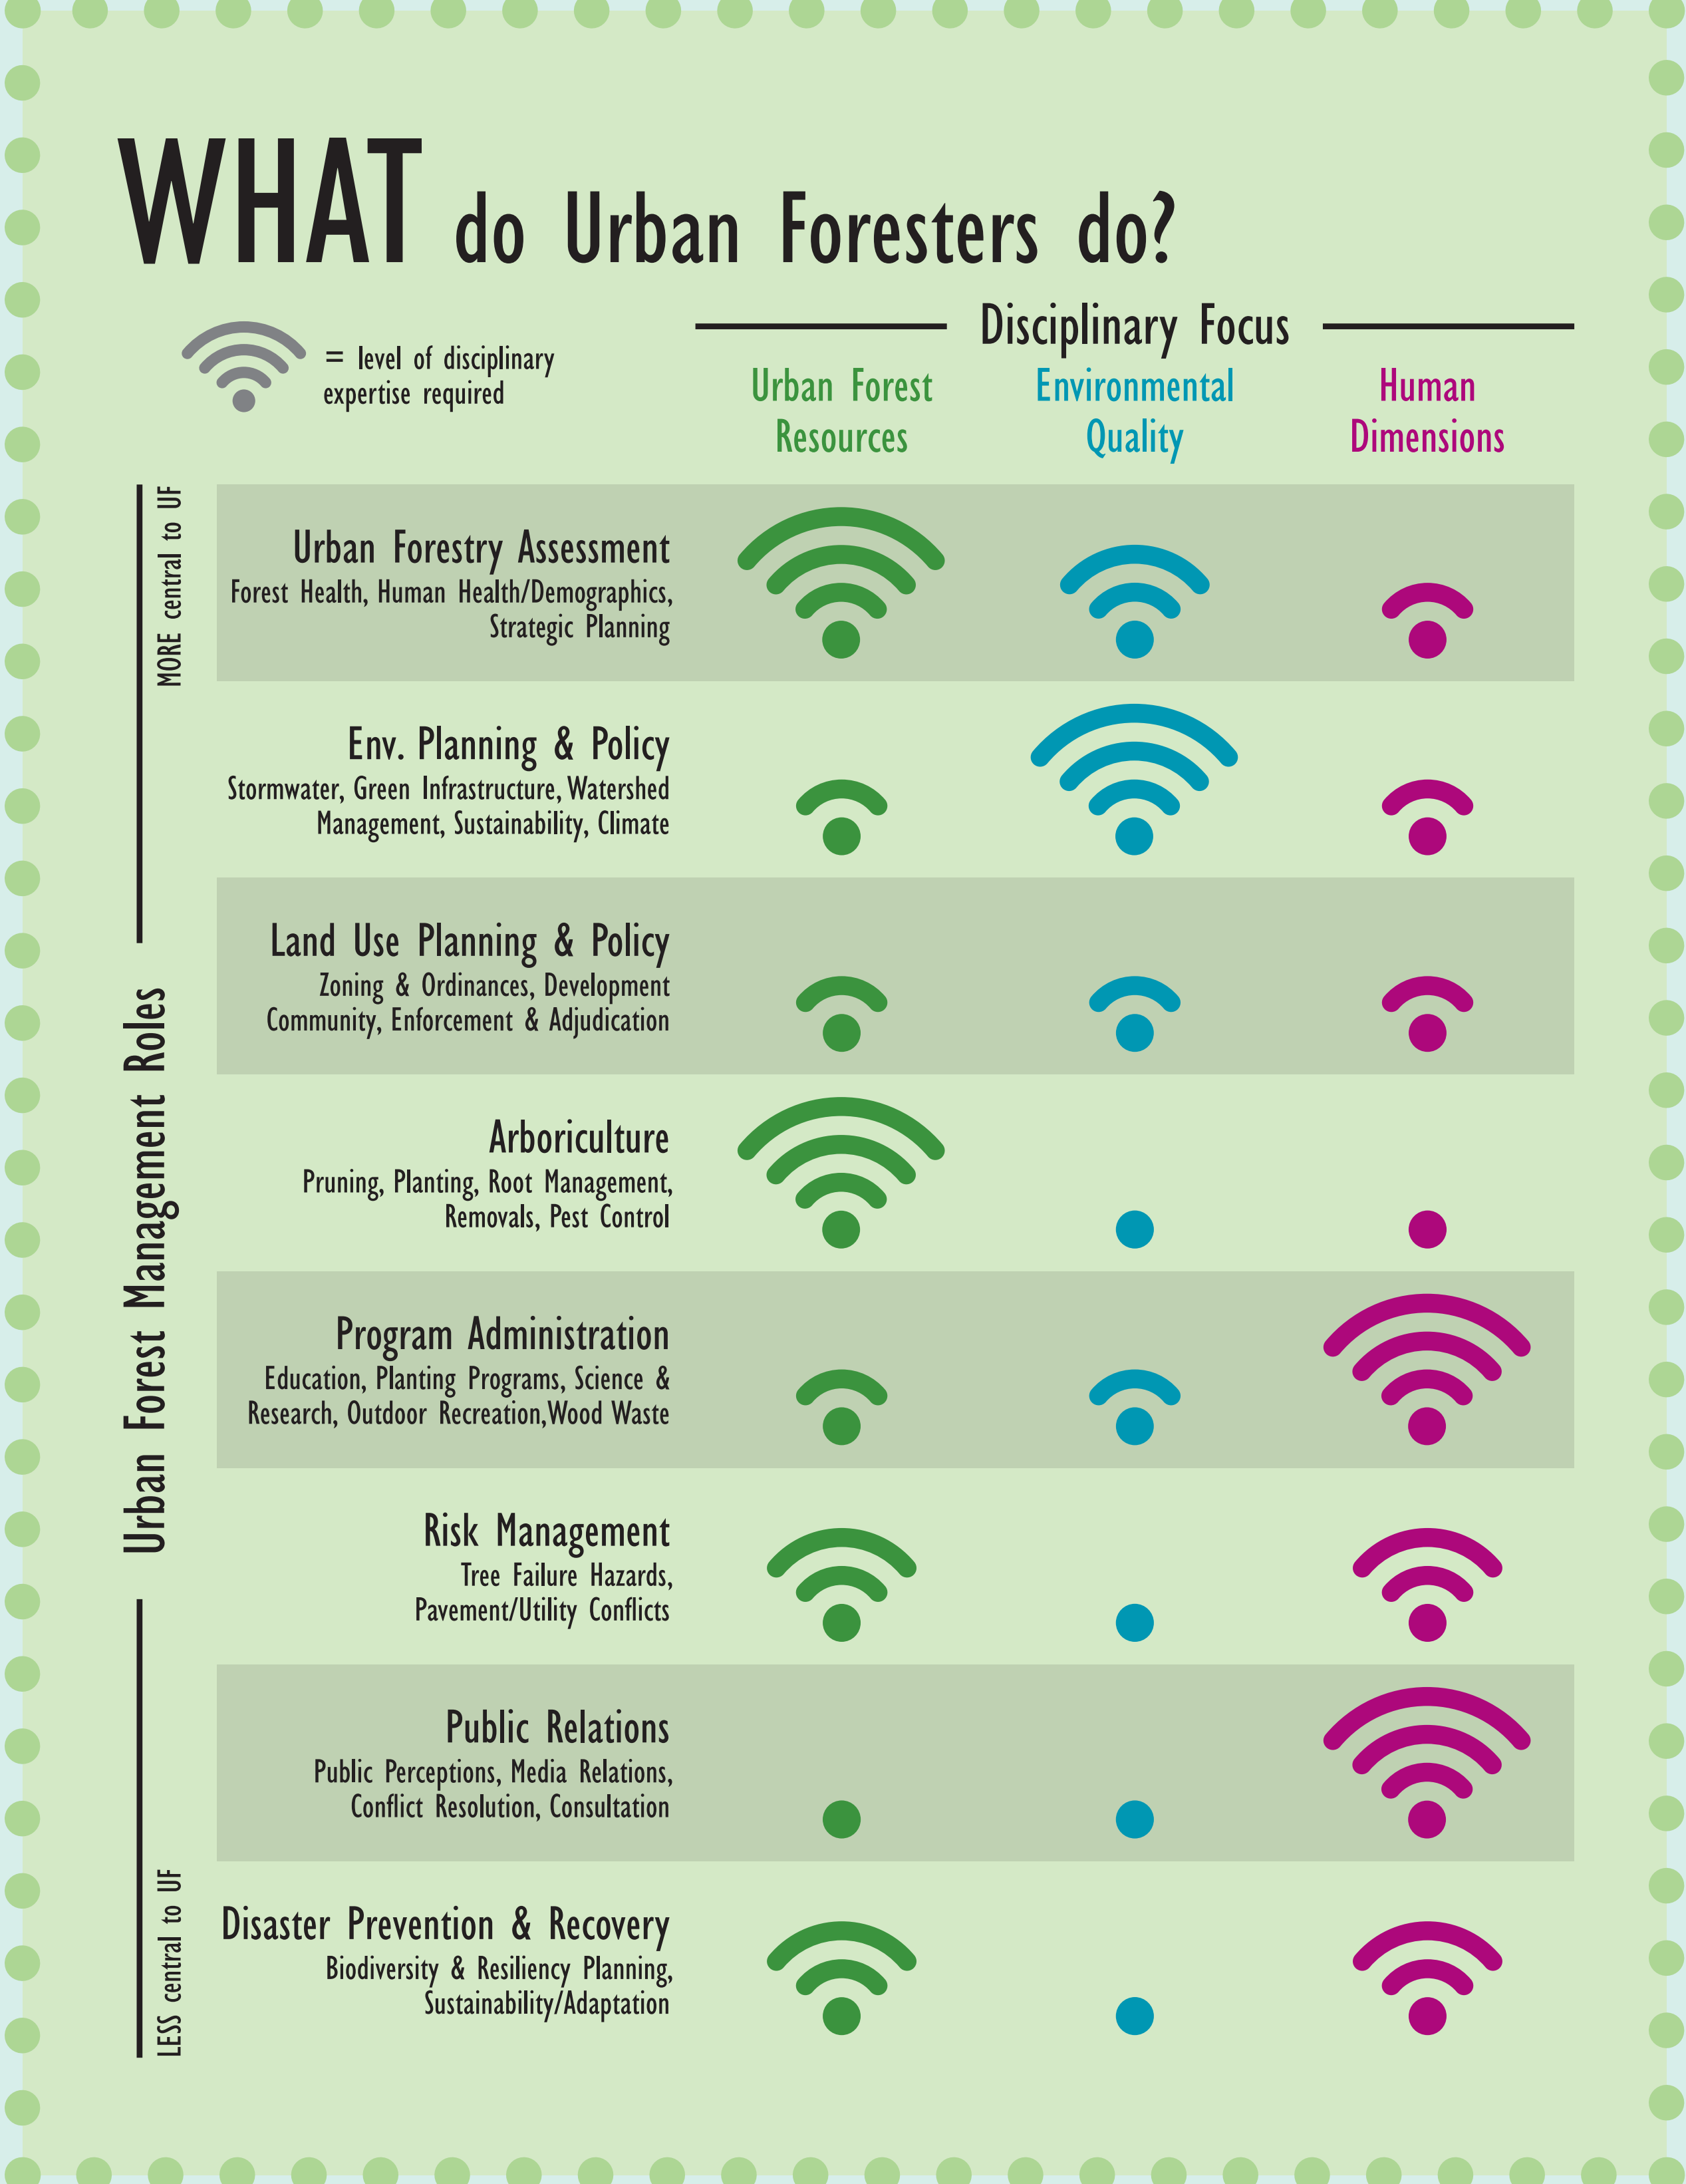 WHAT do Urban Foresters do?
= level of disciplinary
expertise required
Disciplinary Focus
Urban Forest
Resources
Environmental
Quality
Human
Dimensions
MORE central to UF
Urban Forest Management Roles
LESS central to UF
Urban Forestry Assessment
Forest Health, Human Health/Demographics,
Strategic Planning
Env. Planning & Policy
Stormwater, Green Infrastructure, Watershed
Management, Sustainability, Climate
Land Use Planning & Policy
Zoning & Ordinances, Development
Community, Enforcement & Adjudication
Arboriculture
Pruning, Planting, Root Management,
Removals, Pest Control
Program Administration
Education, Planting Programs, Science &
Research, Outdoor Recreation,Wood Waste
Risk Management
Tree Failure Hazards,
Pavement/Utility Conflicts
Public Relations
Public Perceptions, Media Relations,
Conflict Resolution, Consultation
Disaster Prevention & Recovery
Biodiversity & Resiliency Planning,
Sustainability/Adaptation